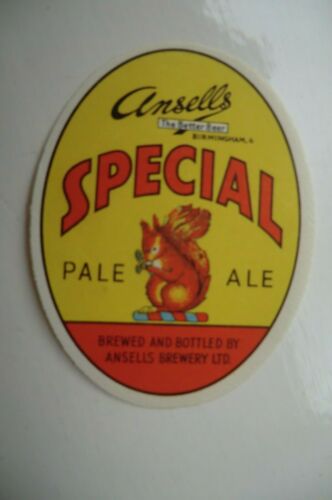 Ansells
The Better Beer
BIRMINGHAM, 6
SPECIAL
PALE ALE
BREWED AND BOTTLED BY
ANSELLS BREWERY LTD.